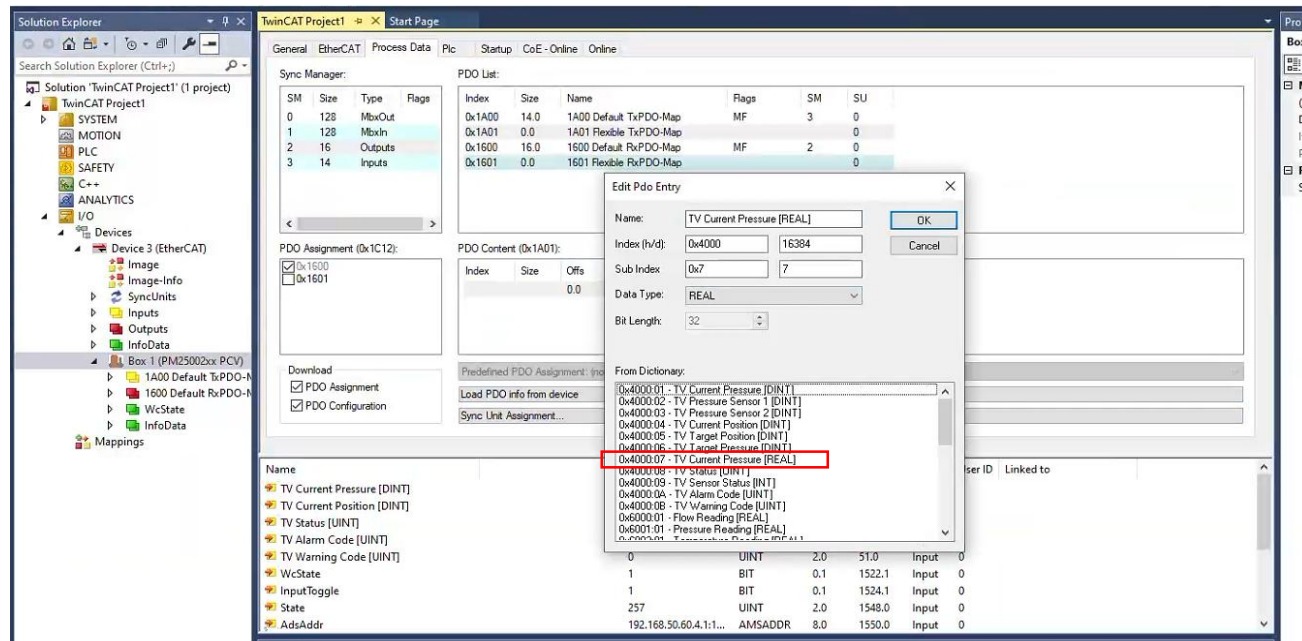 Solution Explorer
Search Solution Explorer (Ctrl+;)
Solution 'TwinCAT Project1' (1 project)
TwinCAT Project1
SYSTEM
MOTION
PLC
SAFETY
C++
ANALYTICS
I/O
Devices
Device 3 (EtherCAT)
Image
Image-Info
SyncUnits
Inputs
Outputs
InfoData
Box 1 (PM25002xx PCV)
1A00 Default TxPDO-M
1600 Default RxPDO-M
WcState
InfoData
Mappings
TwinCAT Project1 Start Page
General EtherCAT Process Data Plc Startup CoE - Online Online
Sync Manager:
SM Size Type Flags
0 128 MbxOut
1 128 MbxIn
2 16 Outputs
3 14 Inputs
PDO List:
Index Size Name Flags SM SU
0x1A00 14.0 1A00 Default TxPDO-Map MF 3 0
0x1A01 0.0 1A01 Flexible TxPDO-Map 0
0x1600 16.0 1600 Default RxPDO-Map MF 2 0
0x1601 0.0 1601 Flexible RxPDO-Map 0
PDO Assignment (0x1C12):
0x1600
0x1601
PDO Content (0x1A01):
Index Size Offs
0.0
Download
PDO Assignment
PDO Configuration
Predefined PDO Assignment: (no
Load PDO info from device
Sync Unit Assignment...
Edit Pdo Entry
Name: TV Current Pressure [REAL] OK
Index (h/d): 0x4000 16384 Cancel
Sub Index 0x7 7
Data Type: REAL
Bit Length: 32
From Dictionary:
0x4000:01 - TV Current Pressure [DINT]
0x4000:02 - TV Pressure Sensor 1 [DINT]
0x4000:03 - TV Pressure Sensor 2 [DINT]
0x4000:04 - TV Current Position [DINT]
0x4000:05 - TV Target Position [DINT]
0x4000:06 - TV Target Pressure [DINT]
0x4000:07 - TV Current Pressure [REAL]
0x4000:08 - TV Status [UINT]
0x4000:09 - TV Sensor Status [INT]
0x4000:0A - TV Alarm Code [UINT]
0x4000:0B - TV Warning Code [UINT]
0x6000:01 - Flow Reading [REAL]
0x6001:01 - Pressure Reading [REAL]
Name ser ID Linked to
TV Current Pressure [DINT]
TV Current Position [DINT]
TV Status [UINT]
TV Alarm Code [UINT]
TV Warning Code [UINT] 0 UINT 2.0 51.0 Input 0
WcState 1 BIT 0.1 1522.1 Input 0
InputToggle 1 BIT 0.1 1524.1 Input 0
State 257 UINT 2.0 1548.0 Input 0
AdsAddr 192.168.50.60.4.1:1... AMSADDR 8.0 1550.0 Input 0
Pro
Bo